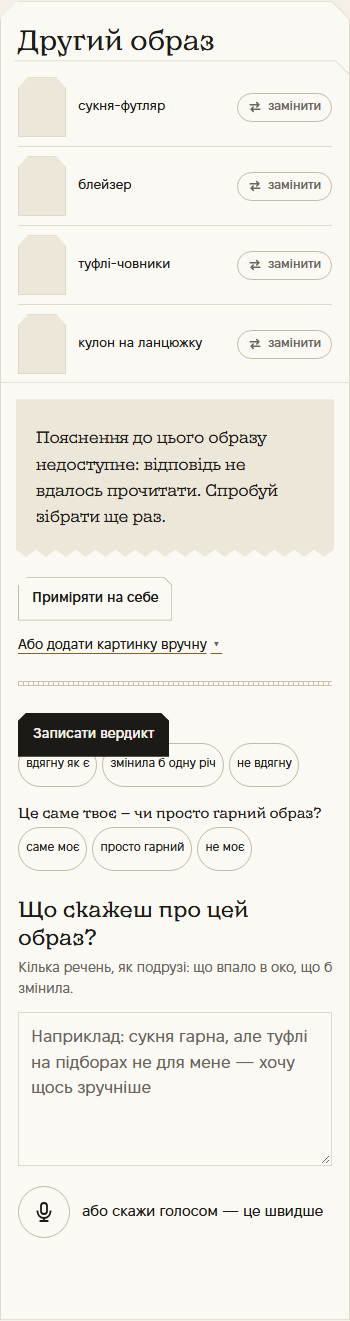 Другий образ
сукня-футляр
замінити
блейзер
замінити
туфлі-човники
замінити
кулон на ланцюжку
замінити
Пояснення до цього образу
недоступне: відповідь не
вдалось прочитати. Спробуй
зібрати ще раз.
Приміряти на себе
Або додати картинку вручну
Записати вердикт
вдягну як є
змінила б одну річ
не вдягну
Це саме твоє — чи просто гарний образ?
саме моє
просто гарний
не моє
Що скажеш про цей
образ?
Кілька речень, як подрузі: що впало в око, що б
змінила.
Наприклад: сукня гарна, але туфлі
на підборах не для мене — хочу
щось зручніше
або скажи голосом — це швидше